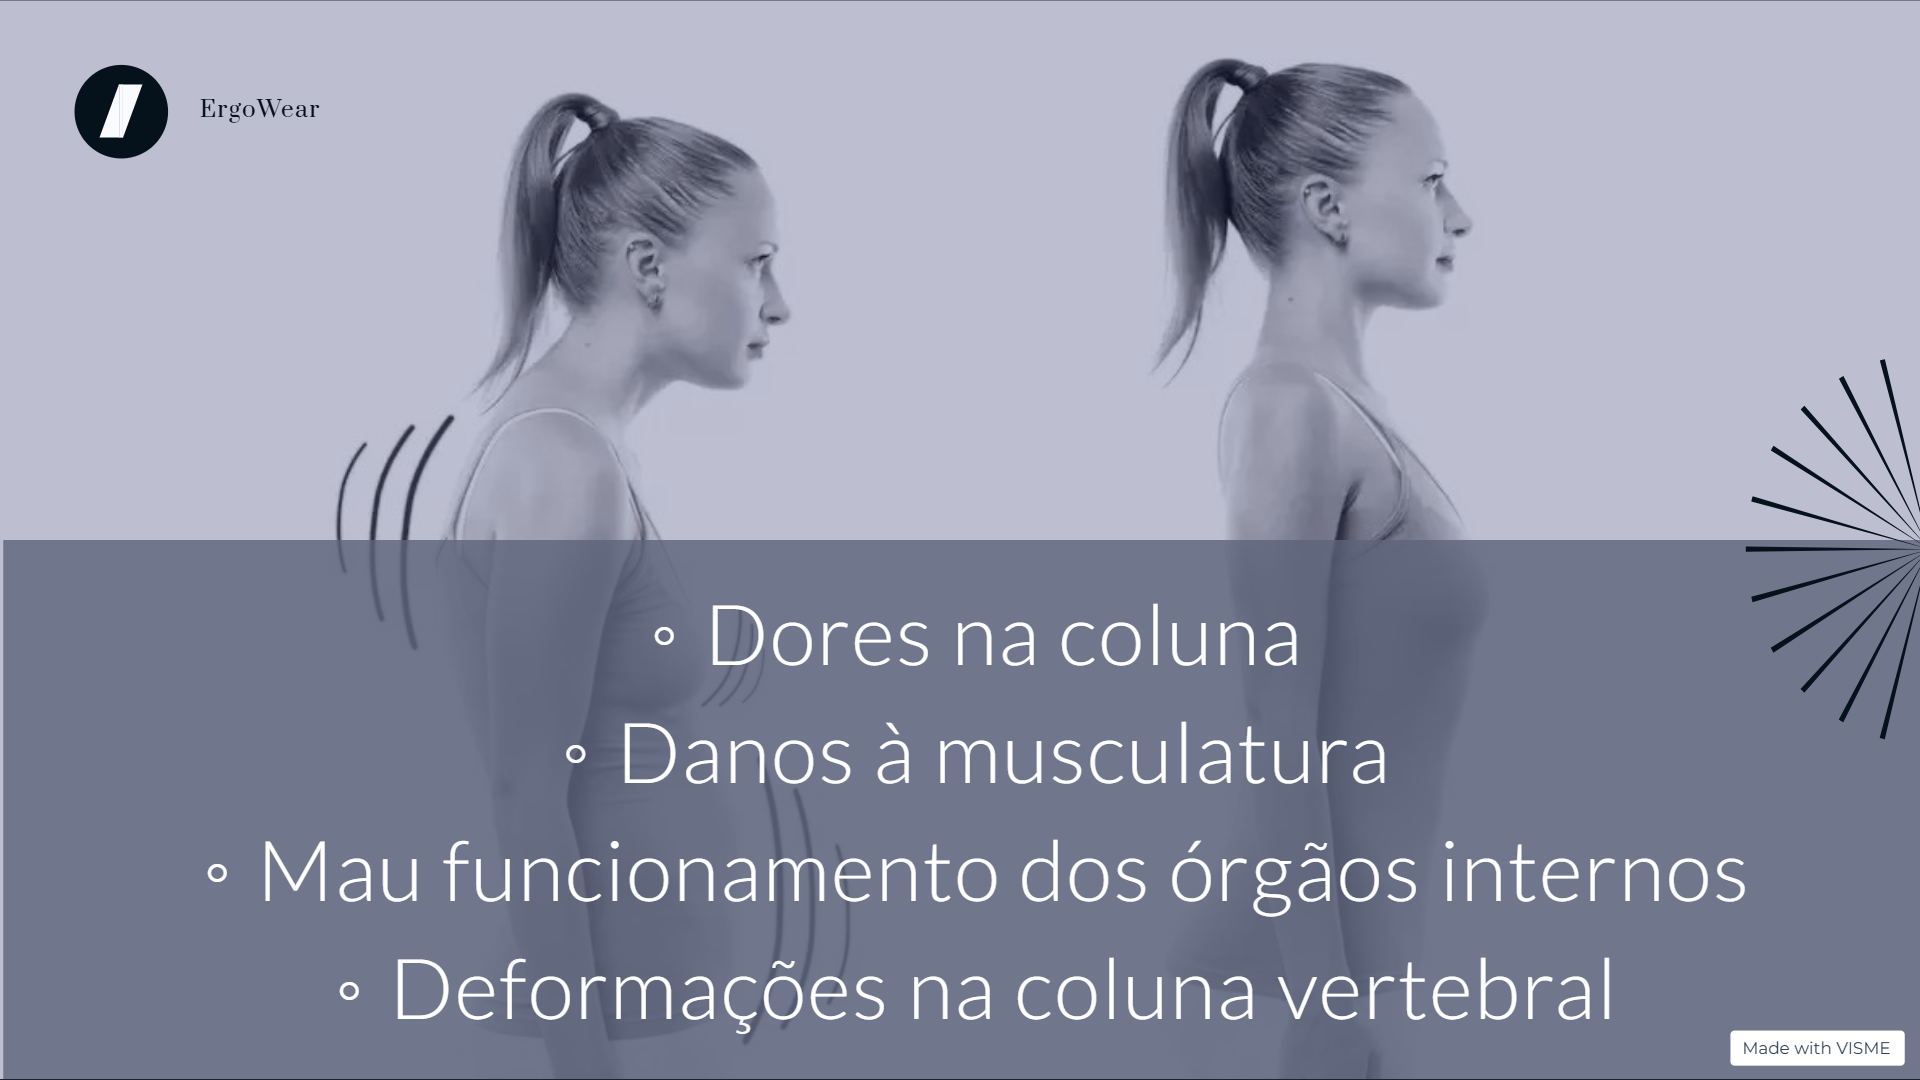 ErgoWear
◦ Dores na coluna
◦ Danos à musculatura
◦ Mau funcionamento dos órgãos internos
◦ Deformações na coluna vertebral
Made with VISME